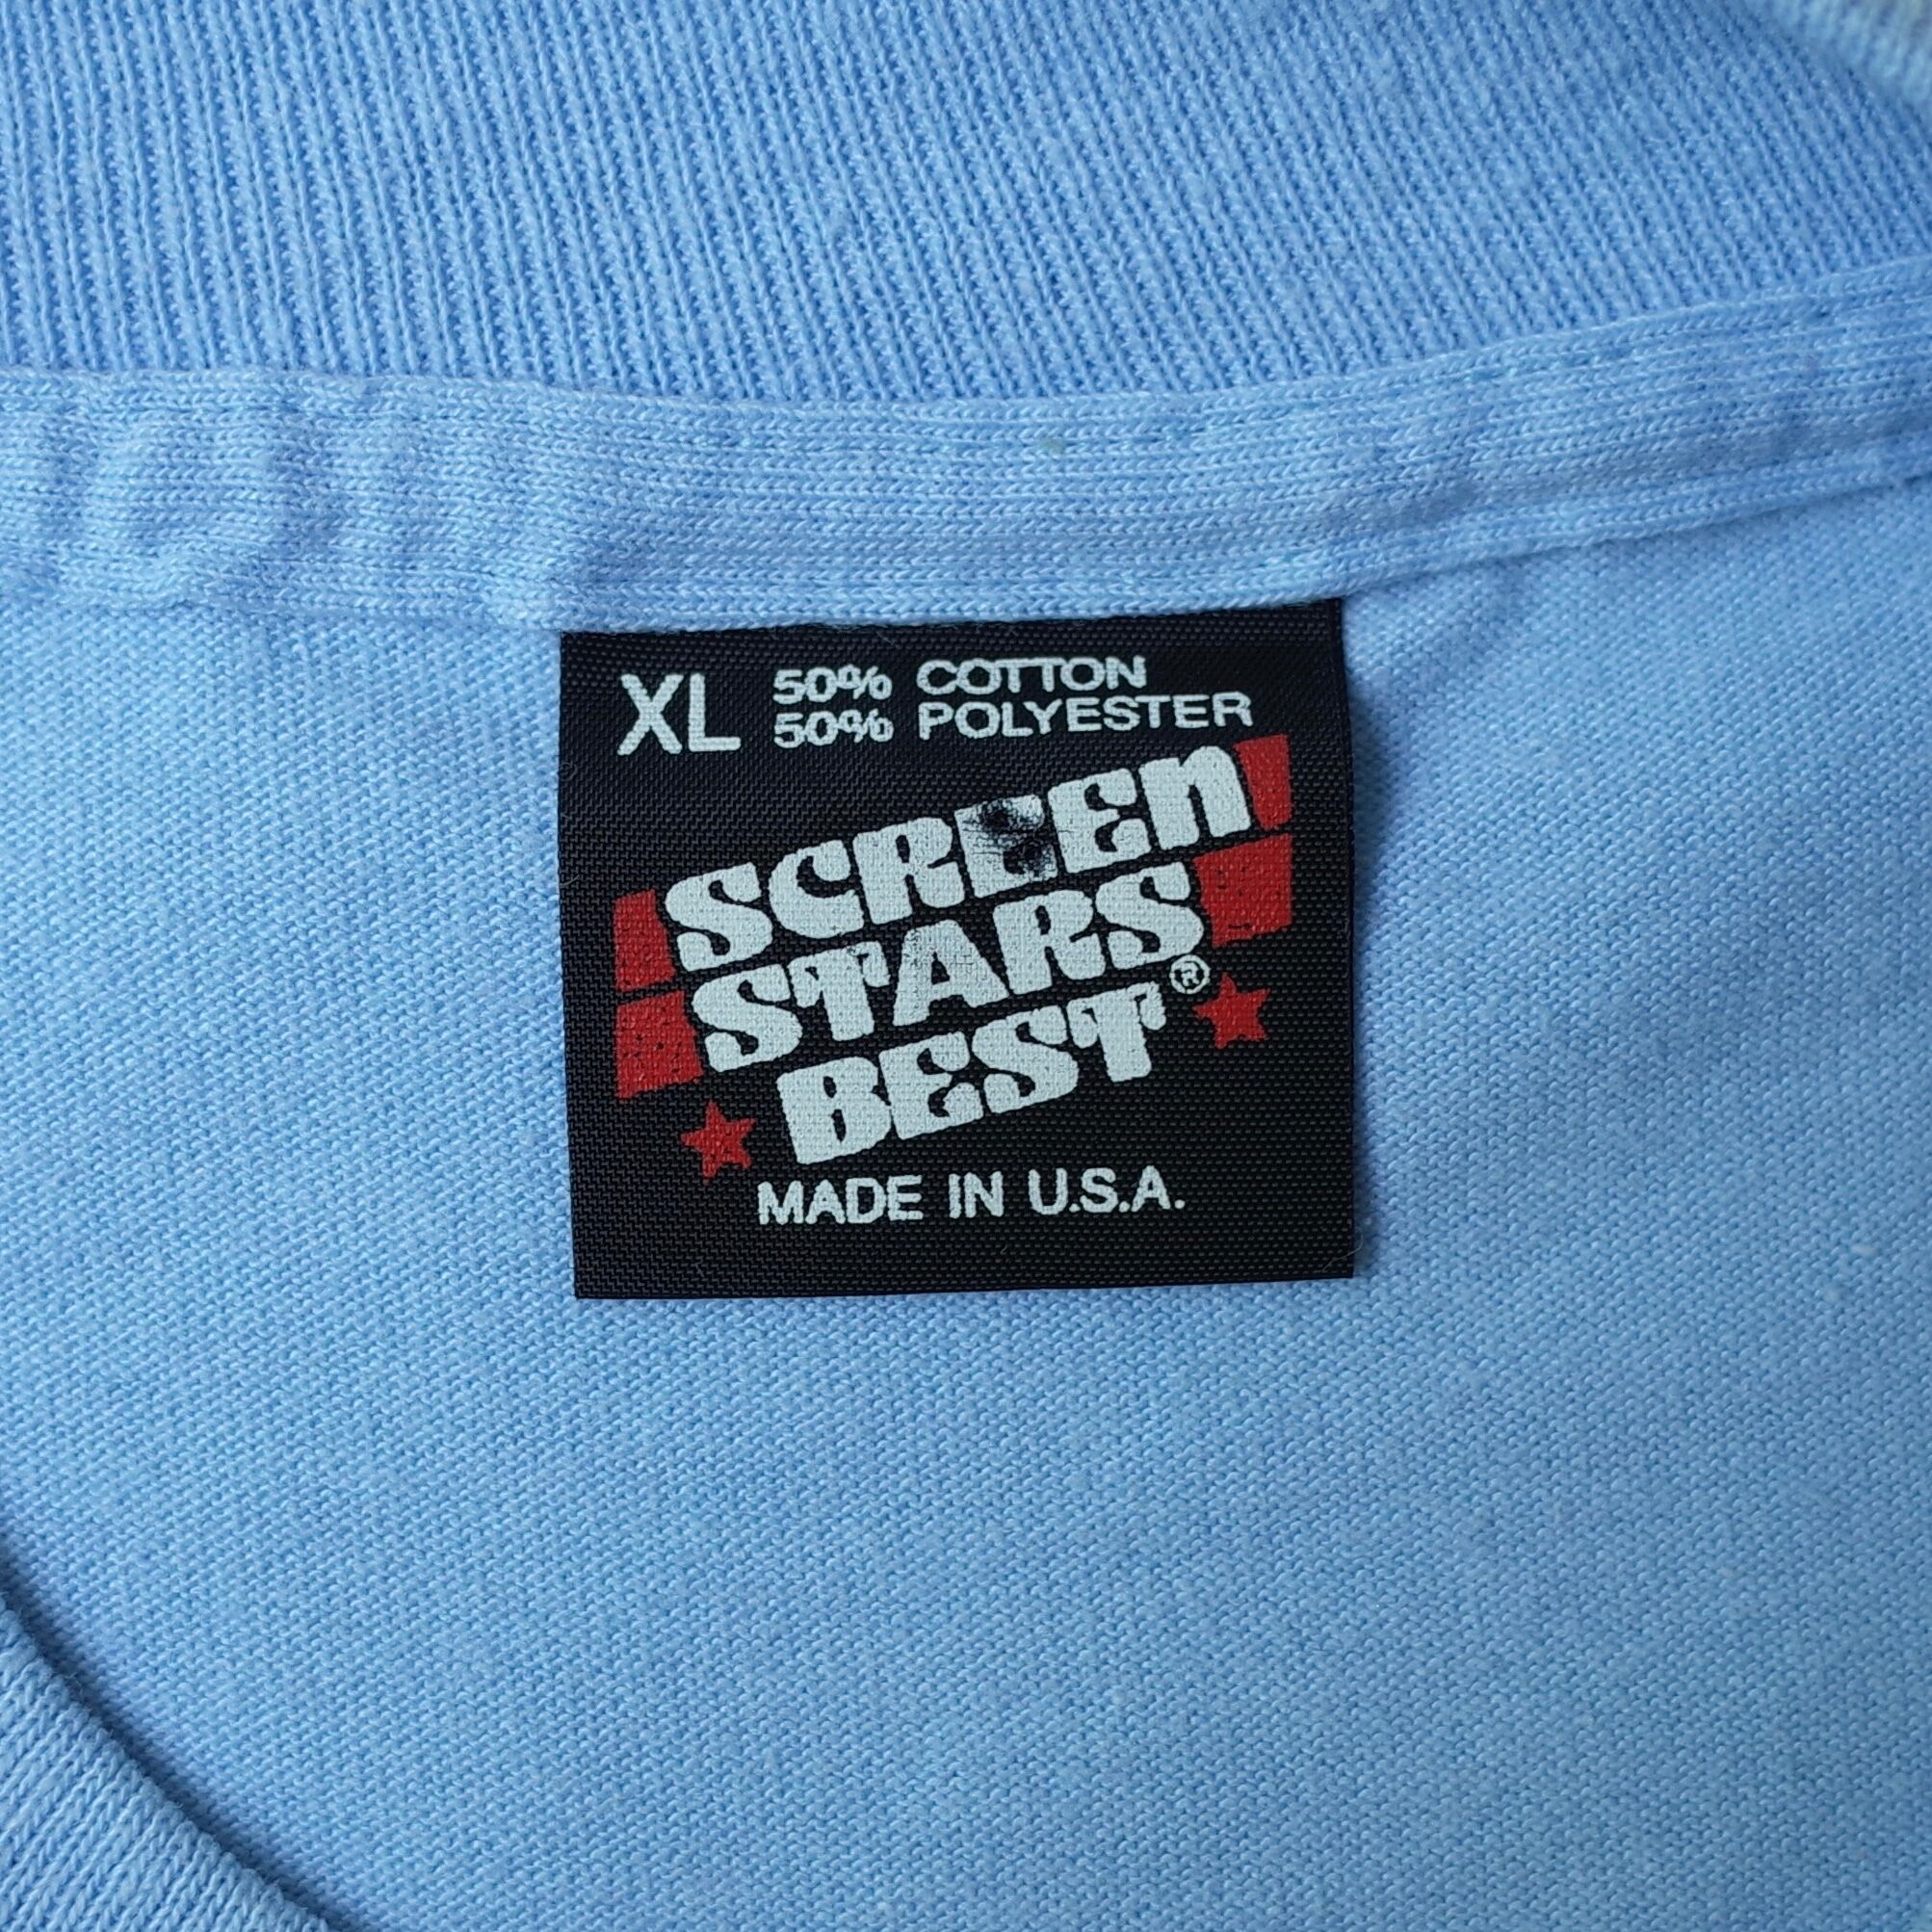 XL 50% COTTON
50% POLYESTER
SCREEN
STARS
BEST®
MADE IN U.S.A.